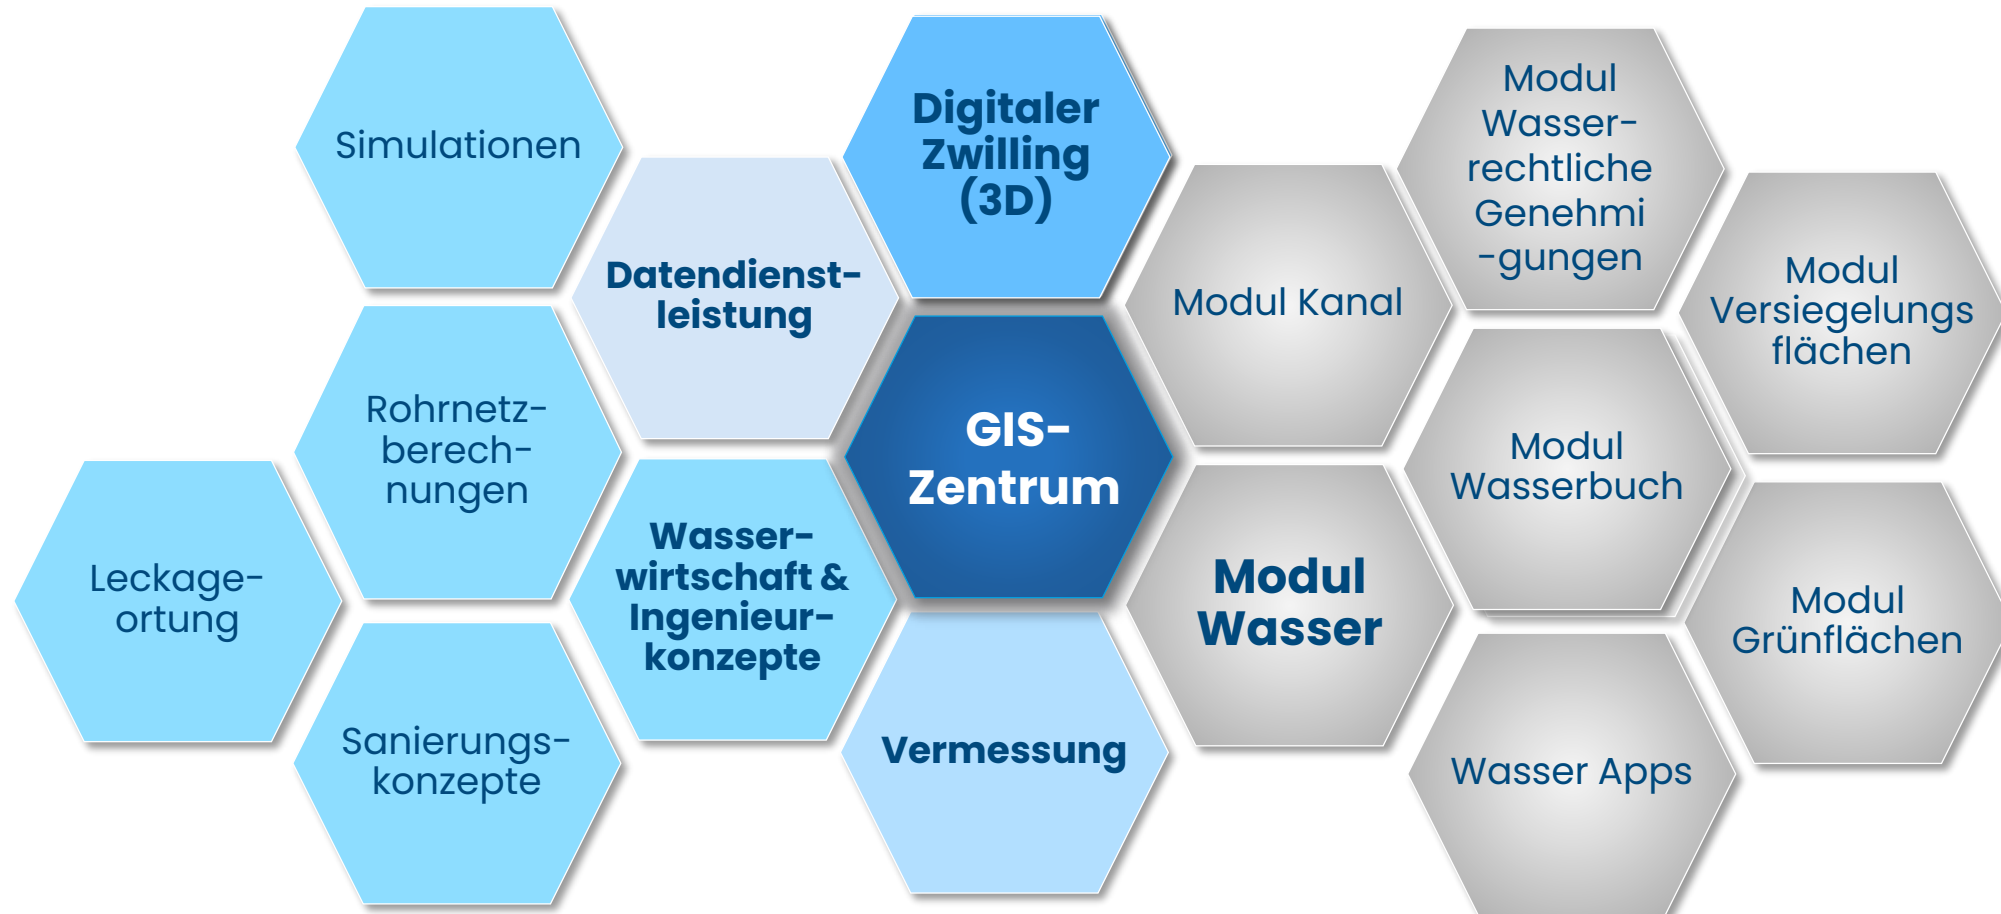 Simulationen
Digitaler
Zwilling
(3D)
Modul
Wasser-
rechtliche
Genehmi
-gungen
Datendienst-
leistung
Modul Kanal
Modul
Versiegelungs
flächen
Rohrnetz-
berech-
nungen
GIS-
Zentrum
Modul
Wasserbuch
Leckage-
ortung
Wasser-
wirtschaft &
Ingenieur-
konzepte
Modul
Wasser
Modul
Grünflächen
Sanierungs-
konzepte
Vermessung
Wasser Apps